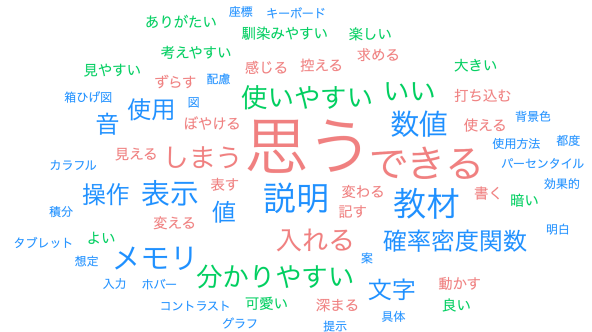 座標 キーボード
ありがたい
馴染みやすい 楽しい
考えやすい 求める
見やすい 感じる 控える 大きい
ずらす 配慮
箱ひげ図 図 使いやすい いい 打ち込む
使用 背景色
音 ぼやける 思う 数値 使える
使用方法 都度
見える しまう できる パーセンタイル
カラフル
表す 効果的
操作 表示 説明 変わる 教材 書く 暗い
積分 値 記す
変える 明白
タブレット よい 入れる 確率密度関数
想定 メモリ 案
入力 ホバー 分かりやすい 文字 動かす
コントラスト 可愛い 深まる 良い
グラフ 提示 具体